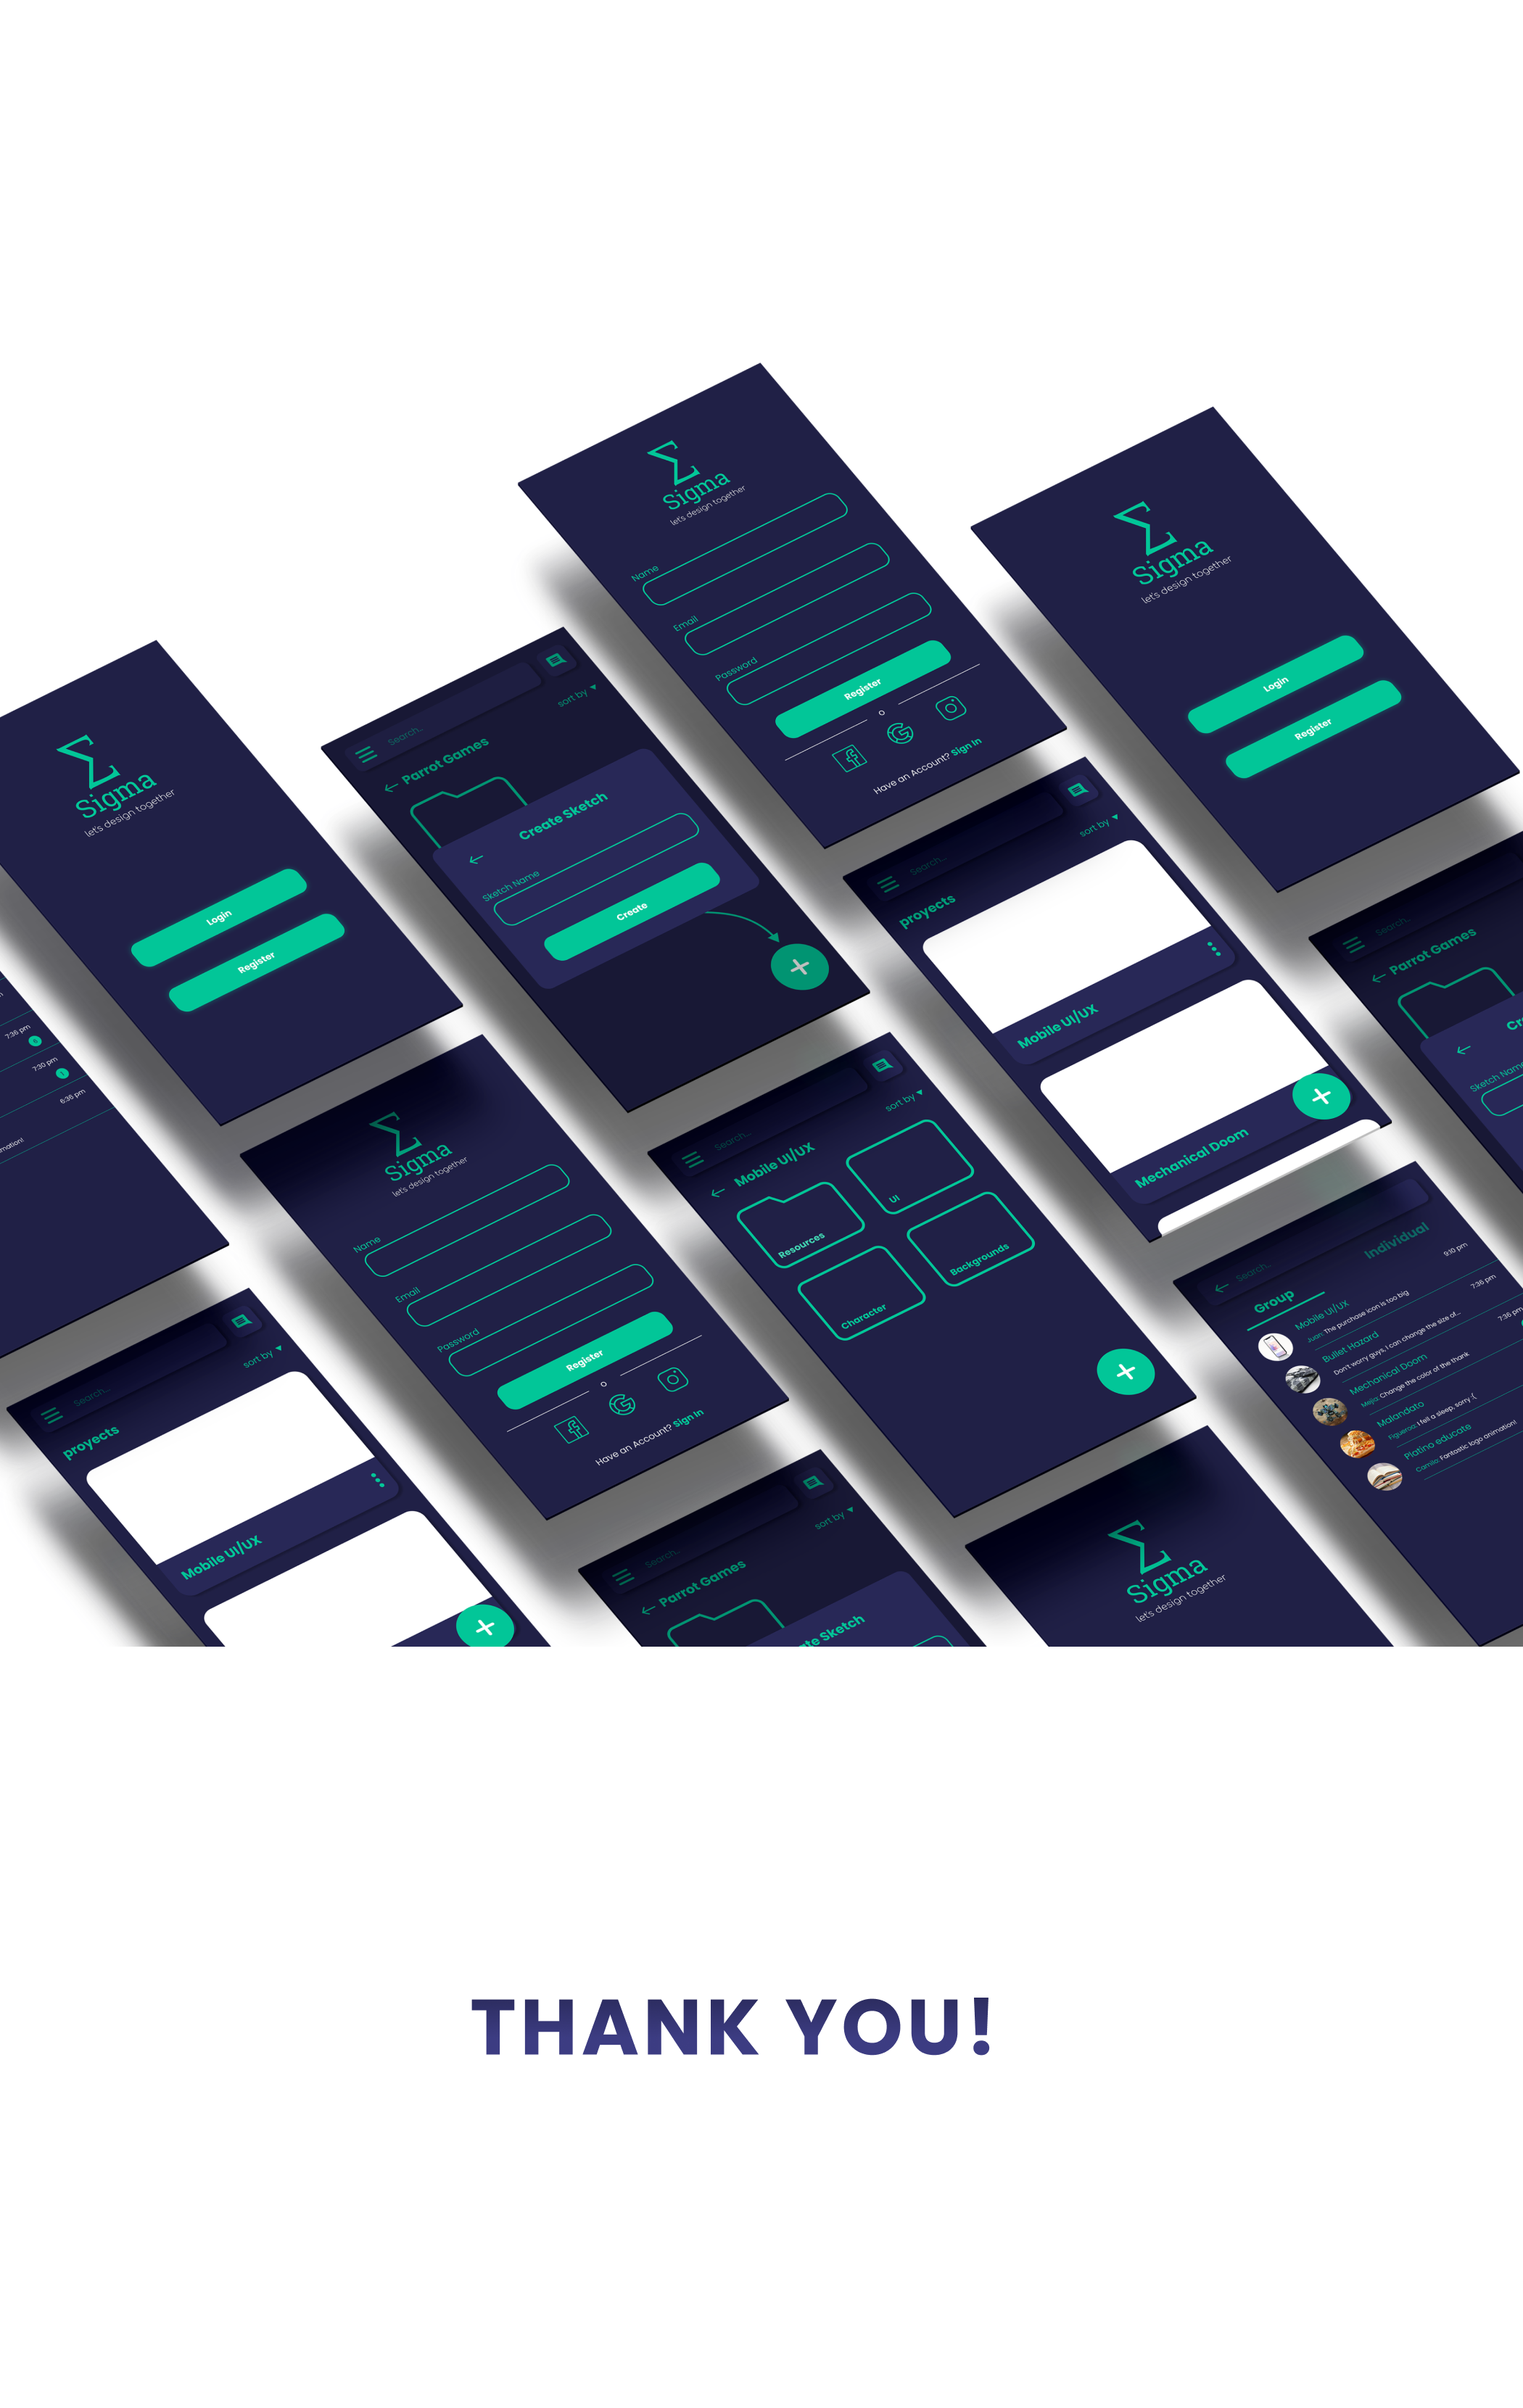 Σ
Sigma
let's design together
Name
Email
Password
Register
o
Have an Account? Sign In
Σ
Sigma
let's design together
Login
Register
Σ
Sigma
let's design together
Login
Register
Search..
sort by
Parrot Games
Create Sketch
Sketch Name
Create
Search..
sort by
proyects
Mobile UI/UX
Mechanical Doom
Search..
Parrot Games
Sketch Name
7:36 pm
7:30 pm
6:36 pm
Σ
Sigma
let's design together
Name
Email
Password
Register
o
Have an Account? Sign In
Search..
sort by
Mobile UI/UX
Resources
UI
Character
Backgrounds
Search..
Group
Individual
Mobile UI/UX
9:10 pm
Juan: The purchase icon is too big
Bullet Hazard
7:36 pm
Don't worry guys, I can change the size of...
Mechanical Doom
7:36 pm
Mejia: Change the color of the thank
Malandato
Figueroa: I fell a sleep, sorry :(
Platino educate
Camila: Fantastic logo animation!
Search..
sort by
proyects
Mobile UI/UX
Search..
sort by
Parrot Games
Sketch
Σ
Sigma
let's design together
THANK YOU!